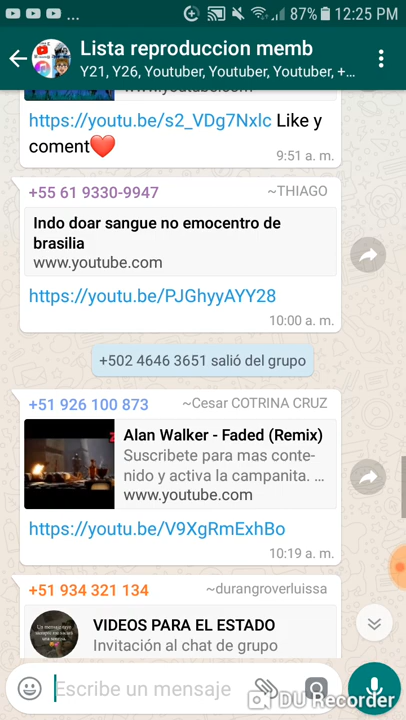 87% 12:25 PM
Lista reproduccion memb
Y21, Y26, Youtuber, Youtuber, Youtuber, +...
https://youtu.be/s2_VDg7Nxlc Like y
coment❤️
9:51 a. m.
+55 61 9330-9947 ~THIAGO
Indo doar sangue no emocentro de
brasilia
www.youtube.com
https://youtu.be/PJGhyyAYY28
10:00 a. m.
+502 4646 3651 salió del grupo
+51 926 100 873 ~Cesar COTRINA CRUZ
Alan Walker - Faded (Remix)
Suscribete para mas conte-
nido y activa la campanita. ...
www.youtube.com
https://youtu.be/V9XgRmExhBo
10:19 a. m.
+51 934 321 134 ~durangroverluissa
VIDEOS PARA EL ESTADO
Invitación al chat de grupo
Escribe un mensaje
DU Recorder